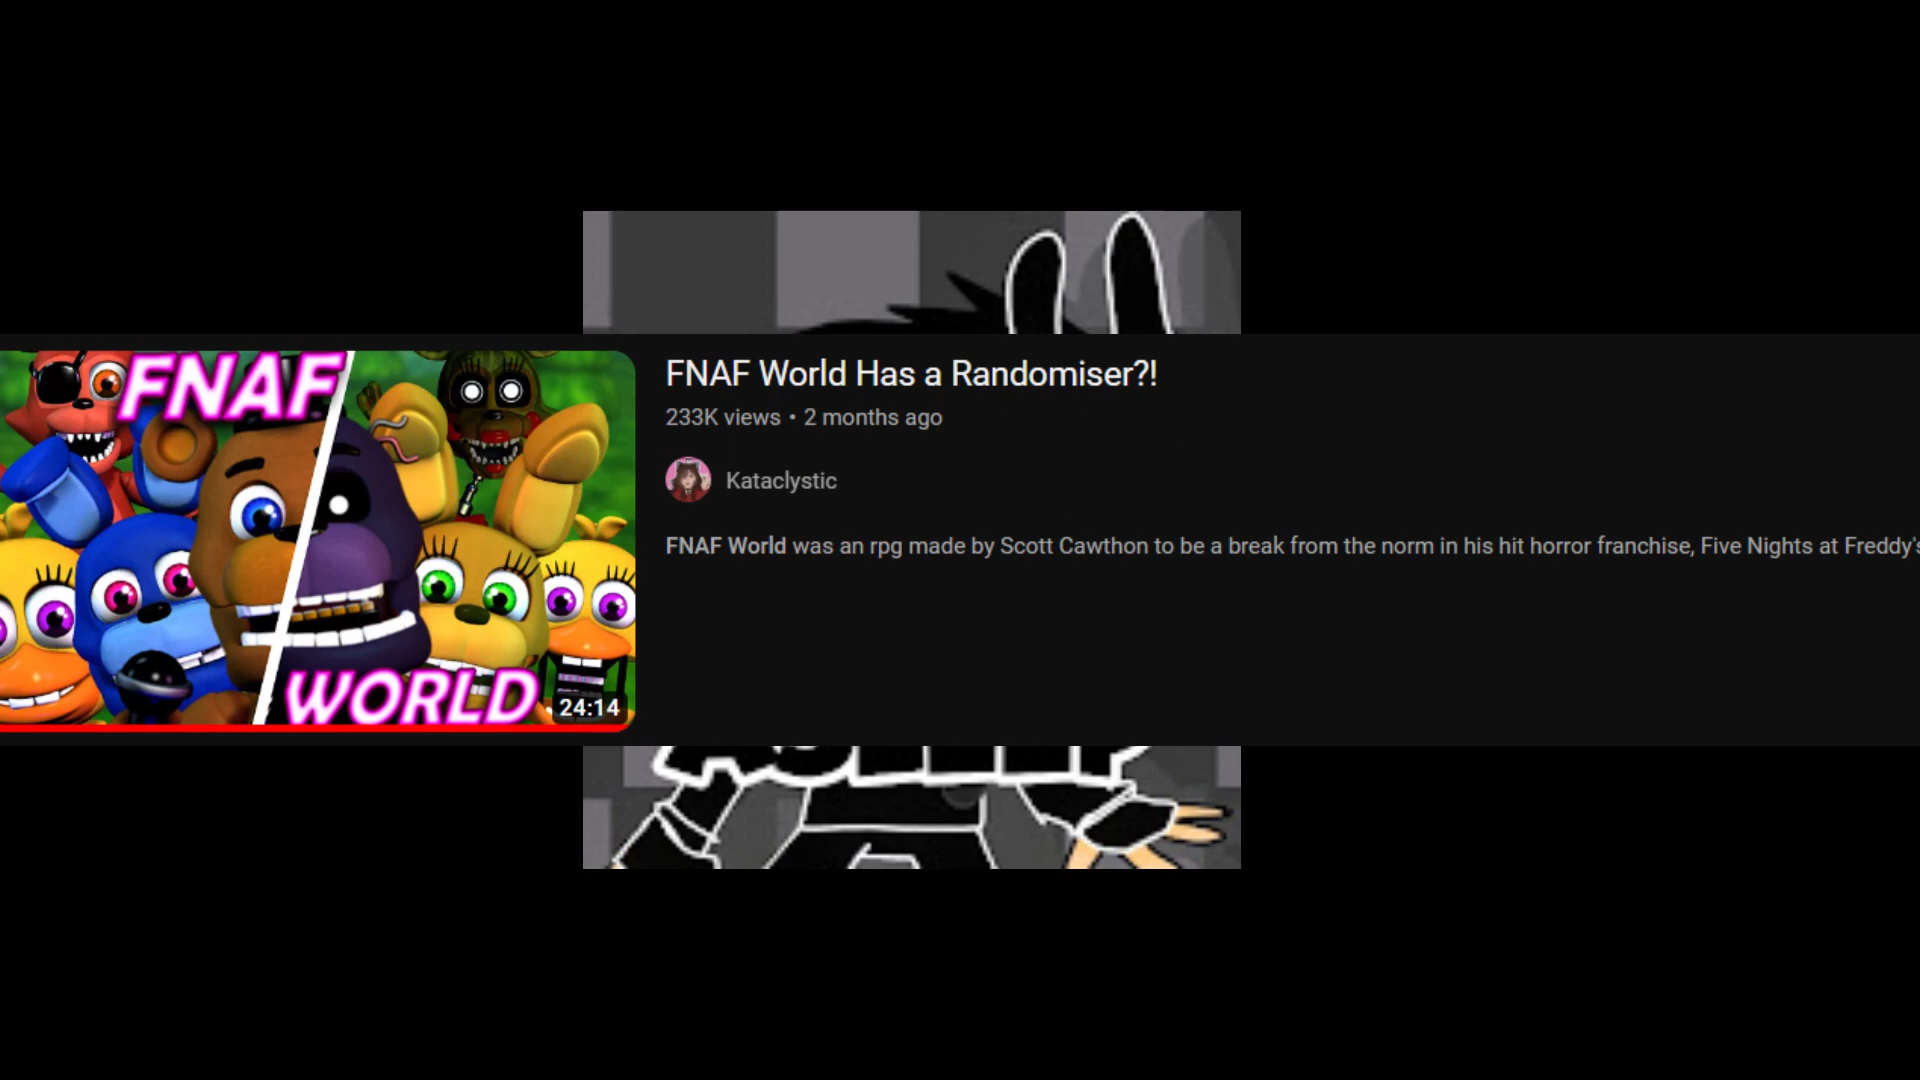 FNAF
WORLD
24:14
FNAF World Has a Randomiser?!
233K views • 2 months ago
Kataclystic
FNAF World was an rpg made by Scott Cawthon to be a break from the norm in his hit horror franchise, Five Nights at Freddy's